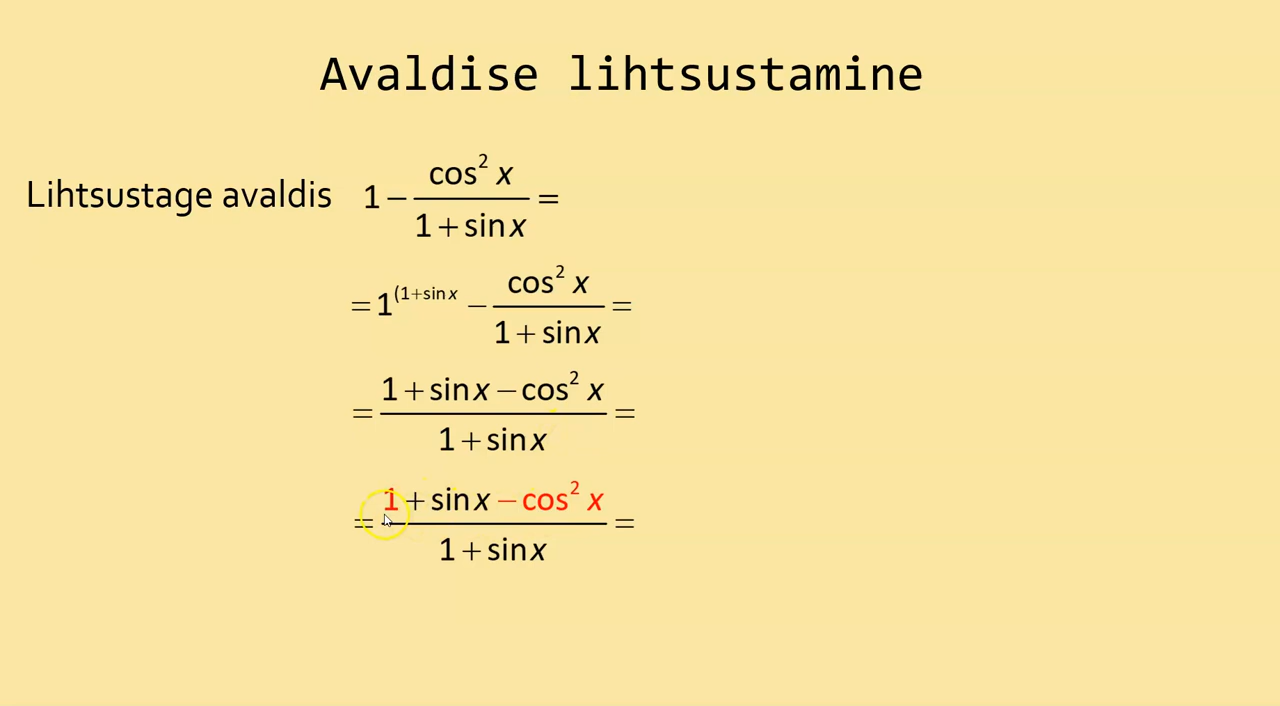 Avaldise lihtsustamine
Lihtsustage avaldis 1 − cos² x / 1 + sin x =
= 1^(1+sin x − cos² x / 1 + sin x =
= 1 + sin x − cos² x / 1 + sin x =
= 1 + sin x − cos² x / 1 + sin x =